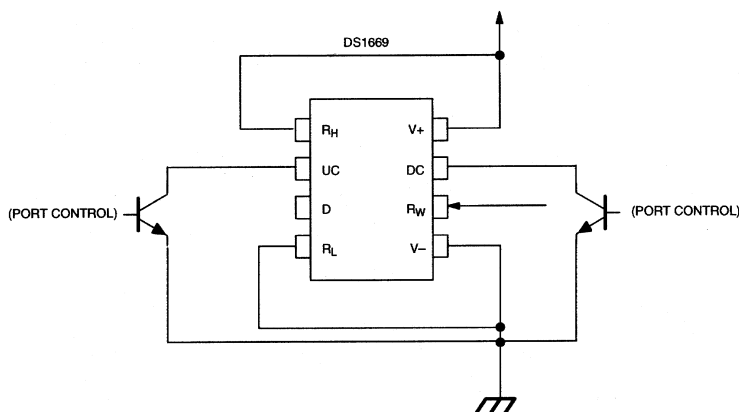 DS1669
RH V+
UC DC
(PORT CONTROL) D RW (PORT CONTROL)
RL V–